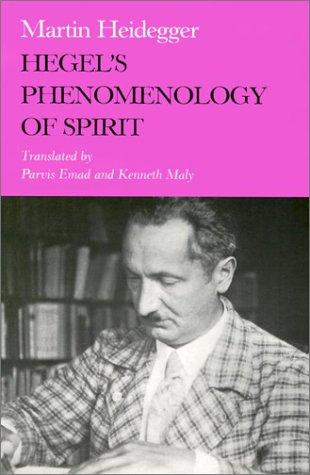 Martin Heidegger
HEGEL'S
PHENOMENOLOGY
OF SPIRIT
Translated by
Parvis Emad and Kenneth Maly